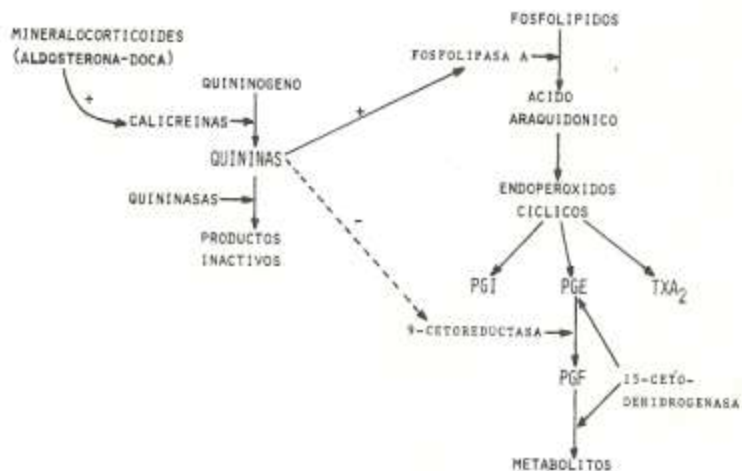 MINERALOCORTICOIDES
(ALDOSTERONA-DOCA)
+
CALICREINAS
QUININOGENO
QUININAS
QUININASAS
PRODUCTOS
INACTIVOS
+
-
FOSFOLIPIDOS
FOSFOLIPASA A
ACIDO
ARAQUIDONICO
ENDOPEROXIDOS
CICLICOS
PGI
PGE
TXA₂
9-CETOREDUCTASA
PGF
15-CETO-
DEHIDROGENASA
METABOLITOS